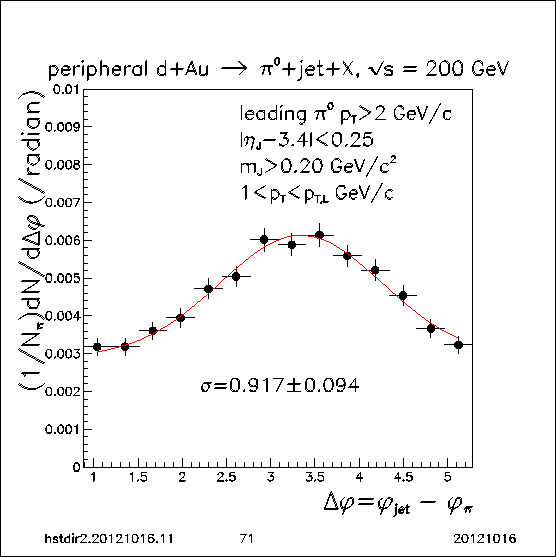 peripheral d+Au → π⁰+jet+X, √s = 200 GeV
leading π⁰ p_T>2 GeV/c
|η_J−3.4|<0.25
m_J>0.20 GeV/c²
1<p_T<p_T,L GeV/c
(1/N_π)dN/dΔφ (/radian)
0.01
0.009
0.008
0.007
0.006
0.005
0.004
0.003
0.002
0.001
0
σ=0.917±0.094
1 1.5 2 2.5 3 3.5 4 4.5 5
Δφ=φ_jet − φ_π
hstdir2.20121016.11 71 20121016